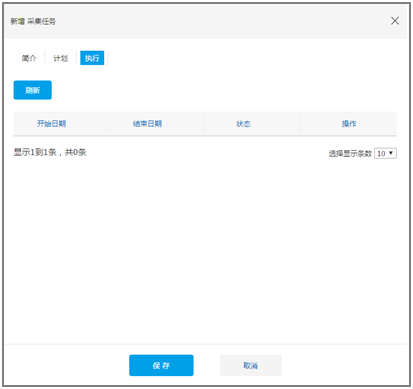 新增 采集任务
简介 计划 执行
刷新
开始日期 结束日期 状态 操作
显示1到1条，共0条 选择显示条数 10
保存 取消